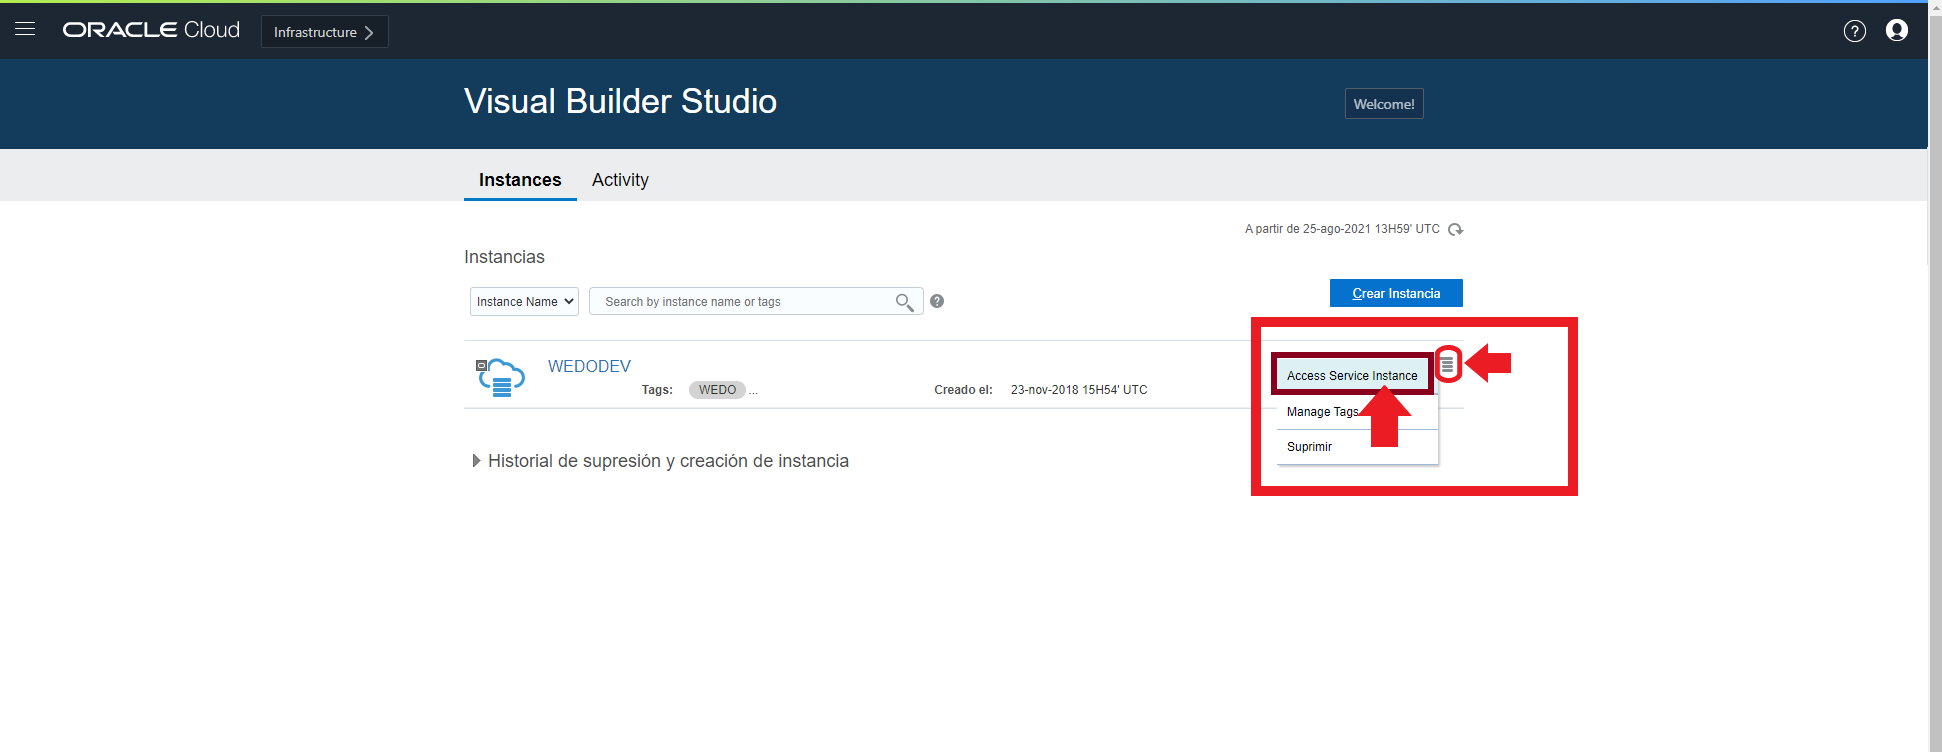 ORACLE Cloud
Infrastructure
?
Visual Builder Studio
Welcome!
Instances
Activity
A partir de 25-ago-2021 13H59' UTC
Instancias
Instance Name
Search by instance name or tags
?
Crear Instancia
WEDODEV
Tags: WEDO ...
Creado el: 23-nov-2018 15H54' UTC
Access Service Instance
Manage Tags
Suprimir
Historial de supresión y creación de instancia